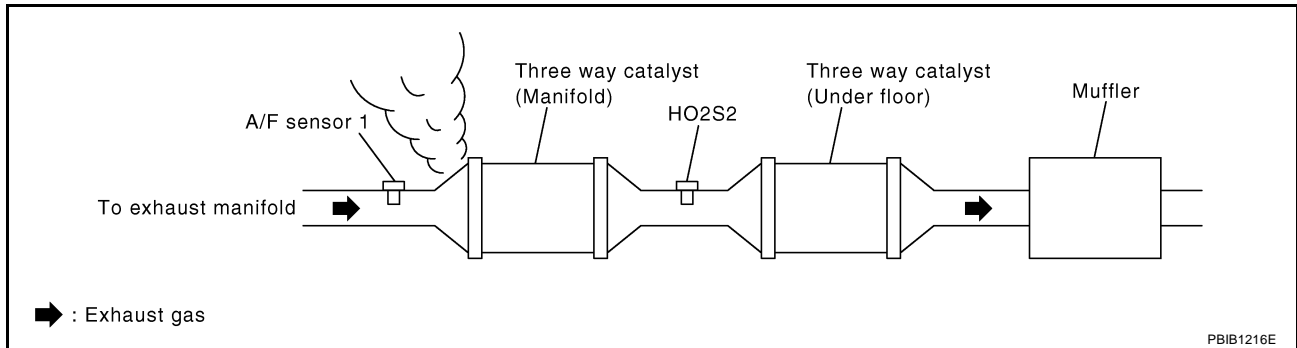 Three way catalyst
(Manifold)
Three way catalyst
(Under floor)
Muffler
A/F sensor 1
HO2S2
To exhaust manifold
: Exhaust gas
PBIB1216E